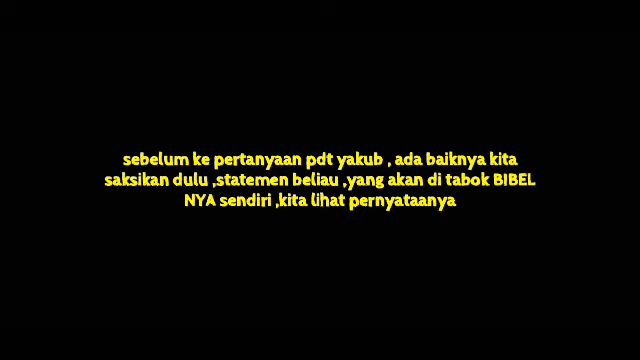 sebelum ke pertanyaan pdt yakub , ada baiknya kita
saksikan dulu ,statemen beliau ,yang akan di tabok BIBEL
NYA sendiri ,kita lihat pernyataanya